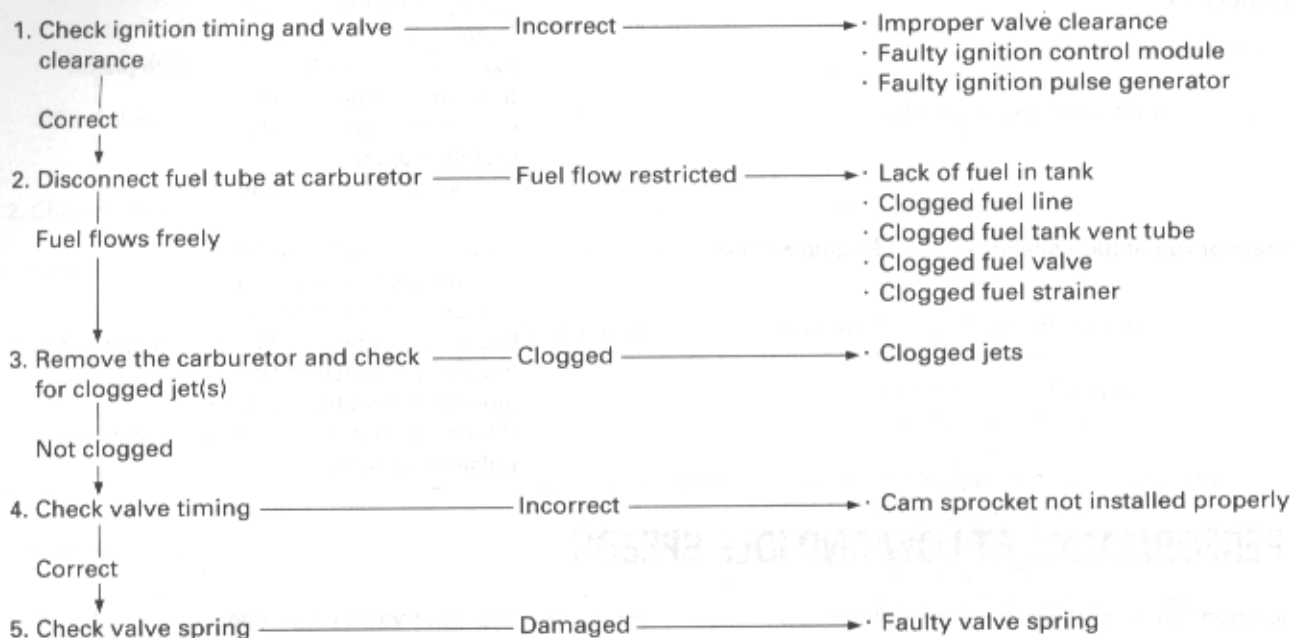 1. Check ignition timing and valve clearance
Incorrect
· Improper valve clearance
· Faulty ignition control module
· Faulty ignition pulse generator
Correct
2. Disconnect fuel tube at carburetor
Fuel flow restricted
· Lack of fuel in tank
· Clogged fuel line
· Clogged fuel tank vent tube
· Clogged fuel valve
· Clogged fuel strainer
Fuel flows freely
3. Remove the carburetor and check
for clogged jet(s)
Clogged
· Clogged jets
Not clogged
4. Check valve timing
Incorrect
· Cam sprocket not installed properly
Correct
5. Check valve spring
Damaged
· Faulty valve spring